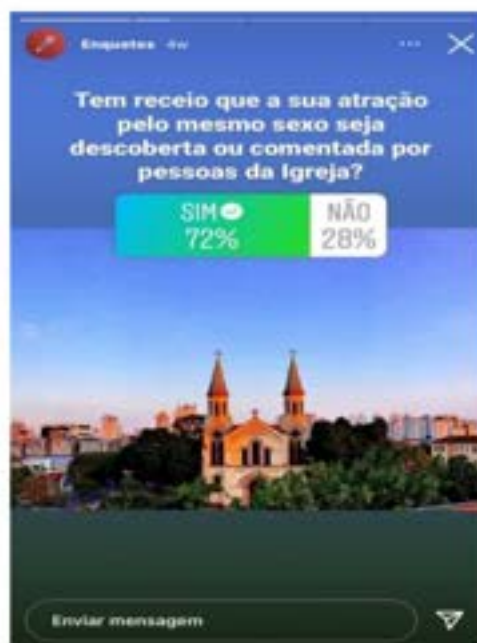 Enquetes 4w
Tem receio que a sua atração
pelo mesmo sexo seja
descoberta ou comentada por
pessoas da Igreja?
SIM NÃO
72% 28%
Enviar mensagem